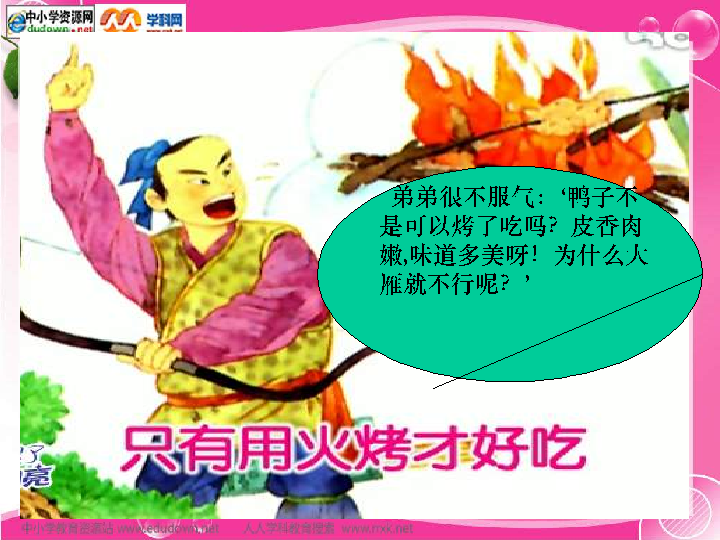 中小学资源网
edudown.net
学科网
弟弟很不服气：‘鸭子不
是可以烤了吃吗？皮香肉
嫩,味道多美呀！为什么大
雁就不行呢？’
只有用火烤才好吃
亮
中小学教育资源站 www.edudown.net
人人学科教育搜索 www.rrxk.net